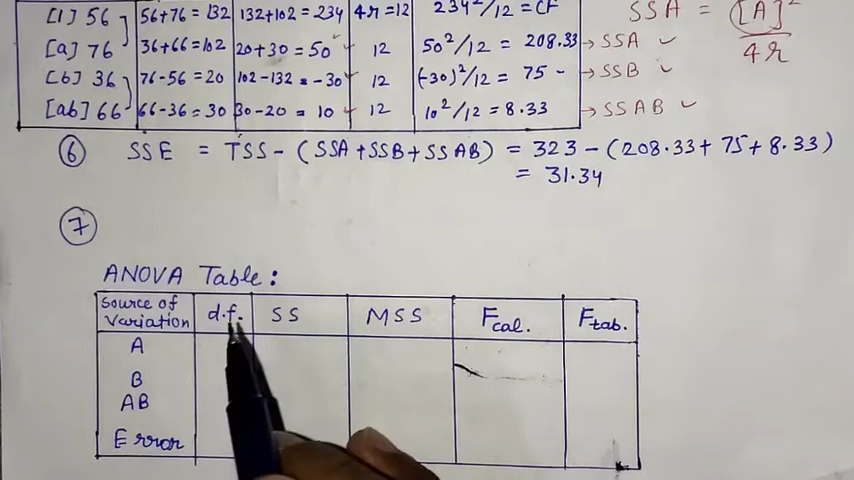 [1] 56 56+76 = 132 132+102 = 234 4r = 12 234²/12 = CF SSA = [A]²/4r
[a] 76 36+66 = 102 20+30 = 50 12 50²/12 = 208.33 → SSA ✓
[b] 36 76-56 = 20 102-132 = -30 12 (-30)²/12 = 75 - → SSB ✓
[ab] 66 66-36 = 30 30-20 = 10 12 10²/12 = 8.33 → SSAB ✓
6 SSE = TSS - (SSA+SSB+SSAB) = 323 - (208.33+75+8.33)
= 31.34
7
ANOVA Table:
Source of Variation d.f. SS MSS Fcal. Ftab.
A
B
AB
Error